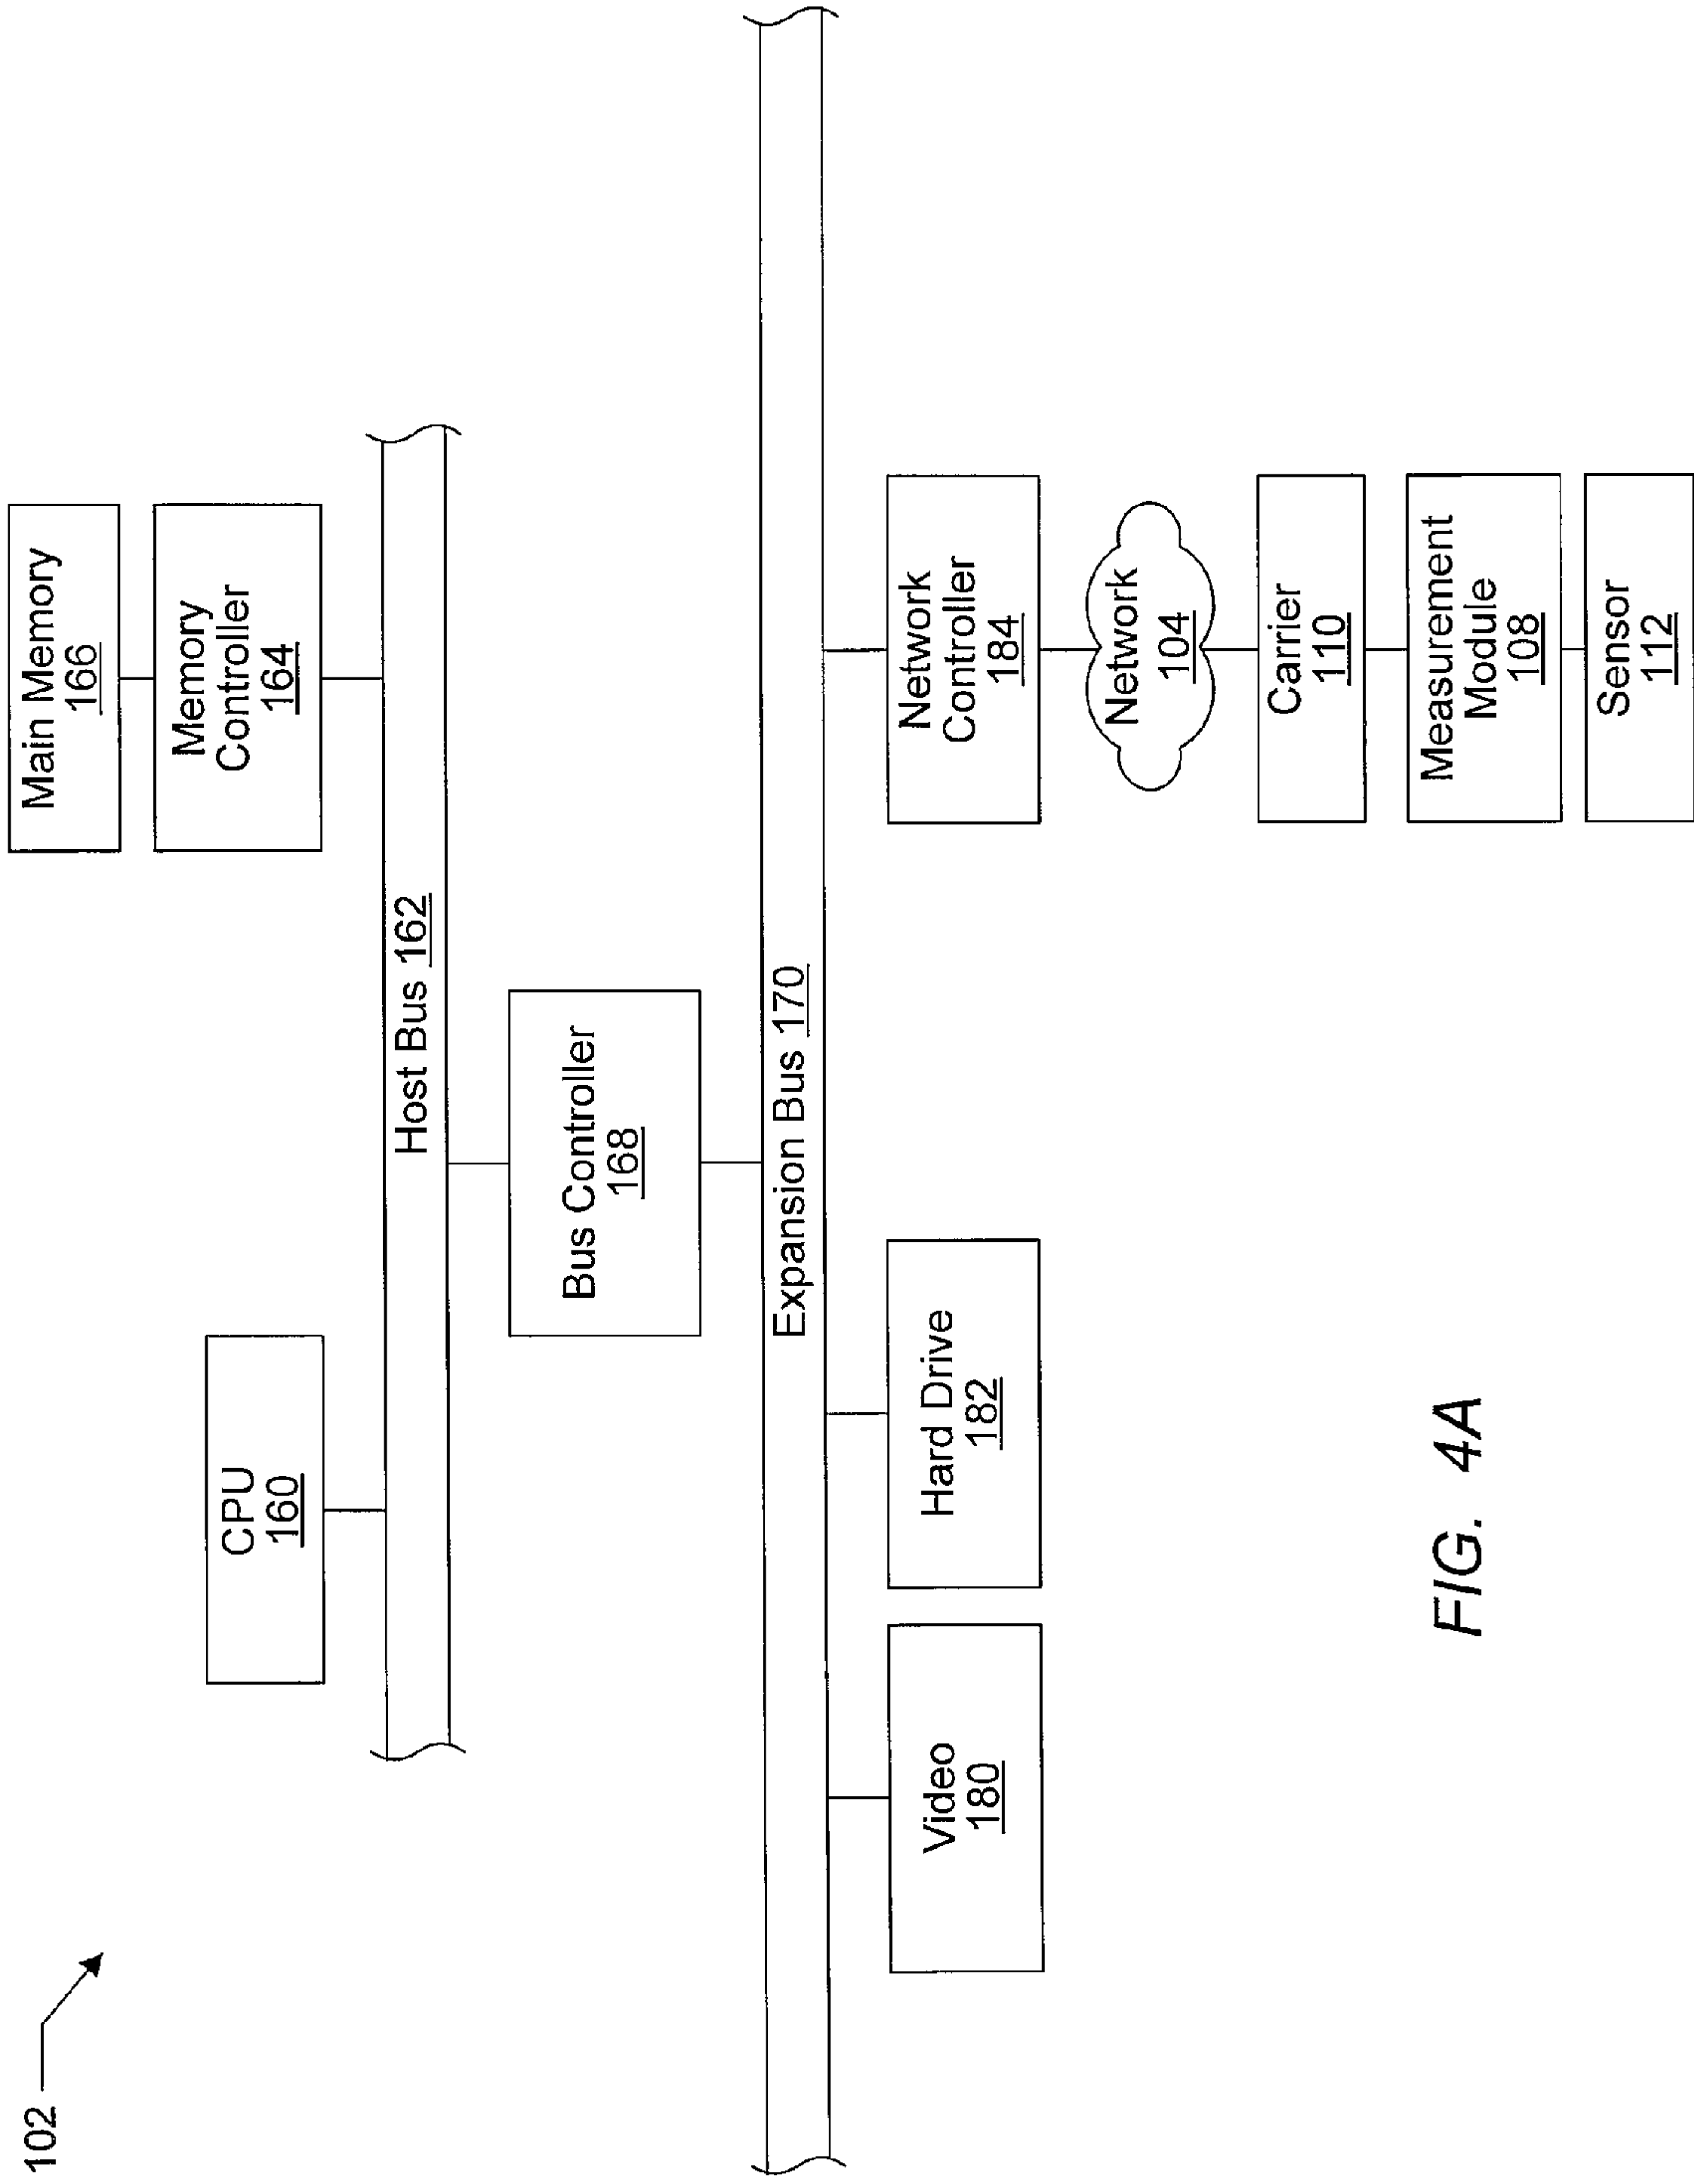 102
CPU
160
Main Memory
166
Memory
Controller
164
Host Bus 162
Bus Controller
168
Expansion Bus 170
Video
180
Hard Drive
182
Network
Controller
184
Network
104
Carrier
110
Measurement
Module
108
Sensor
112
FIG. 4A